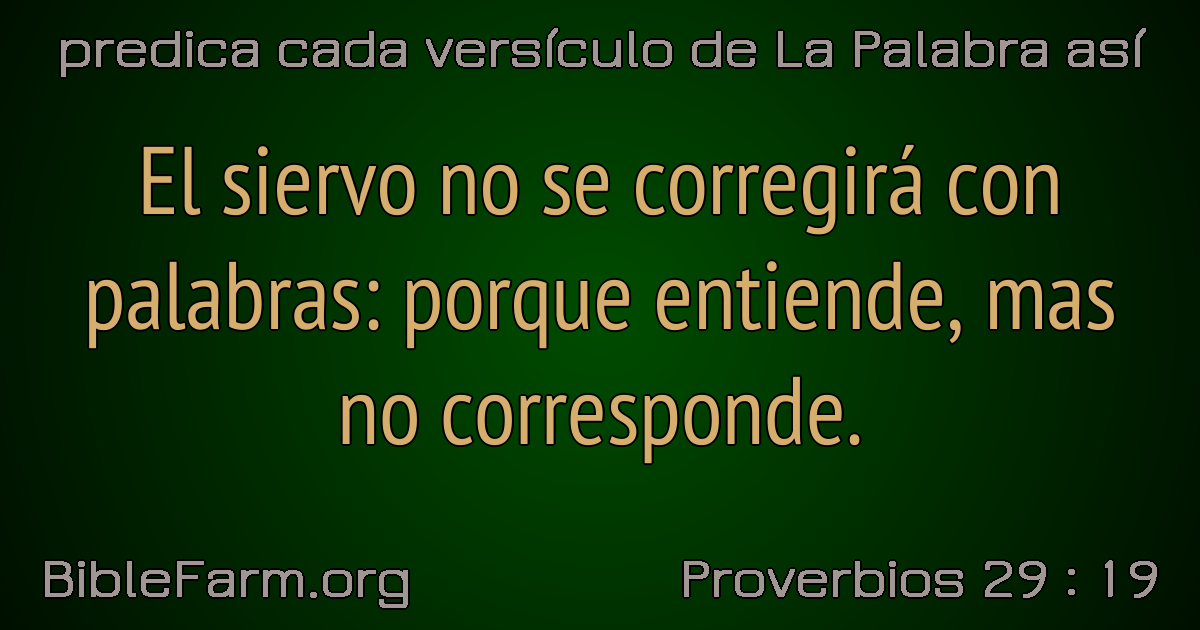 predica cada versículo de La Palabra así
El siervo no se corregirá con
palabras: porque entiende, mas
no corresponde.
BibleFarm.org
Proverbios 29 : 19